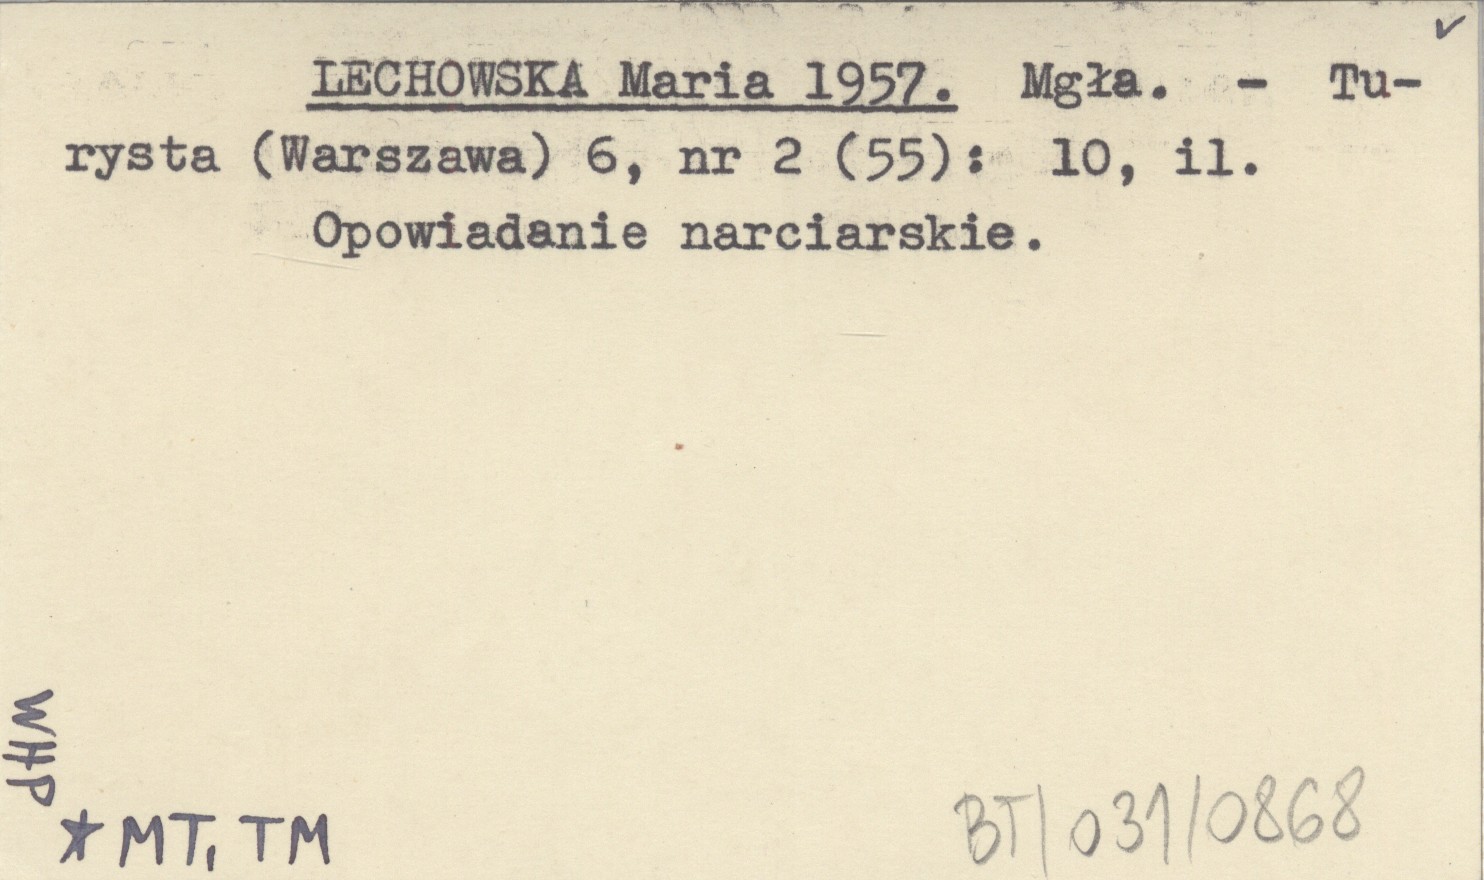 LECHOWSKA Maria 1957. Mgła. - Tu-
rysta (Warszawa) 6, nr 2 (55): 10, il.
Opowiadanie narciarskie.
WHP
* MT, TM
BT/031/0868